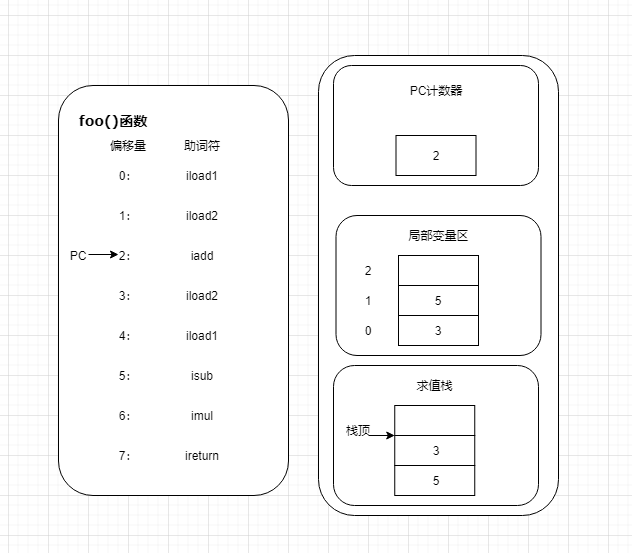 foo()函数
偏移量 助词符
0: iload1
1: iload2
PC 2: iadd
3: iload2
4: iload1
5: isub
6: imul
7: ireturn
PC计数器
2
局部变量区
2
1 5
0 3
求值栈
栈顶
3
5